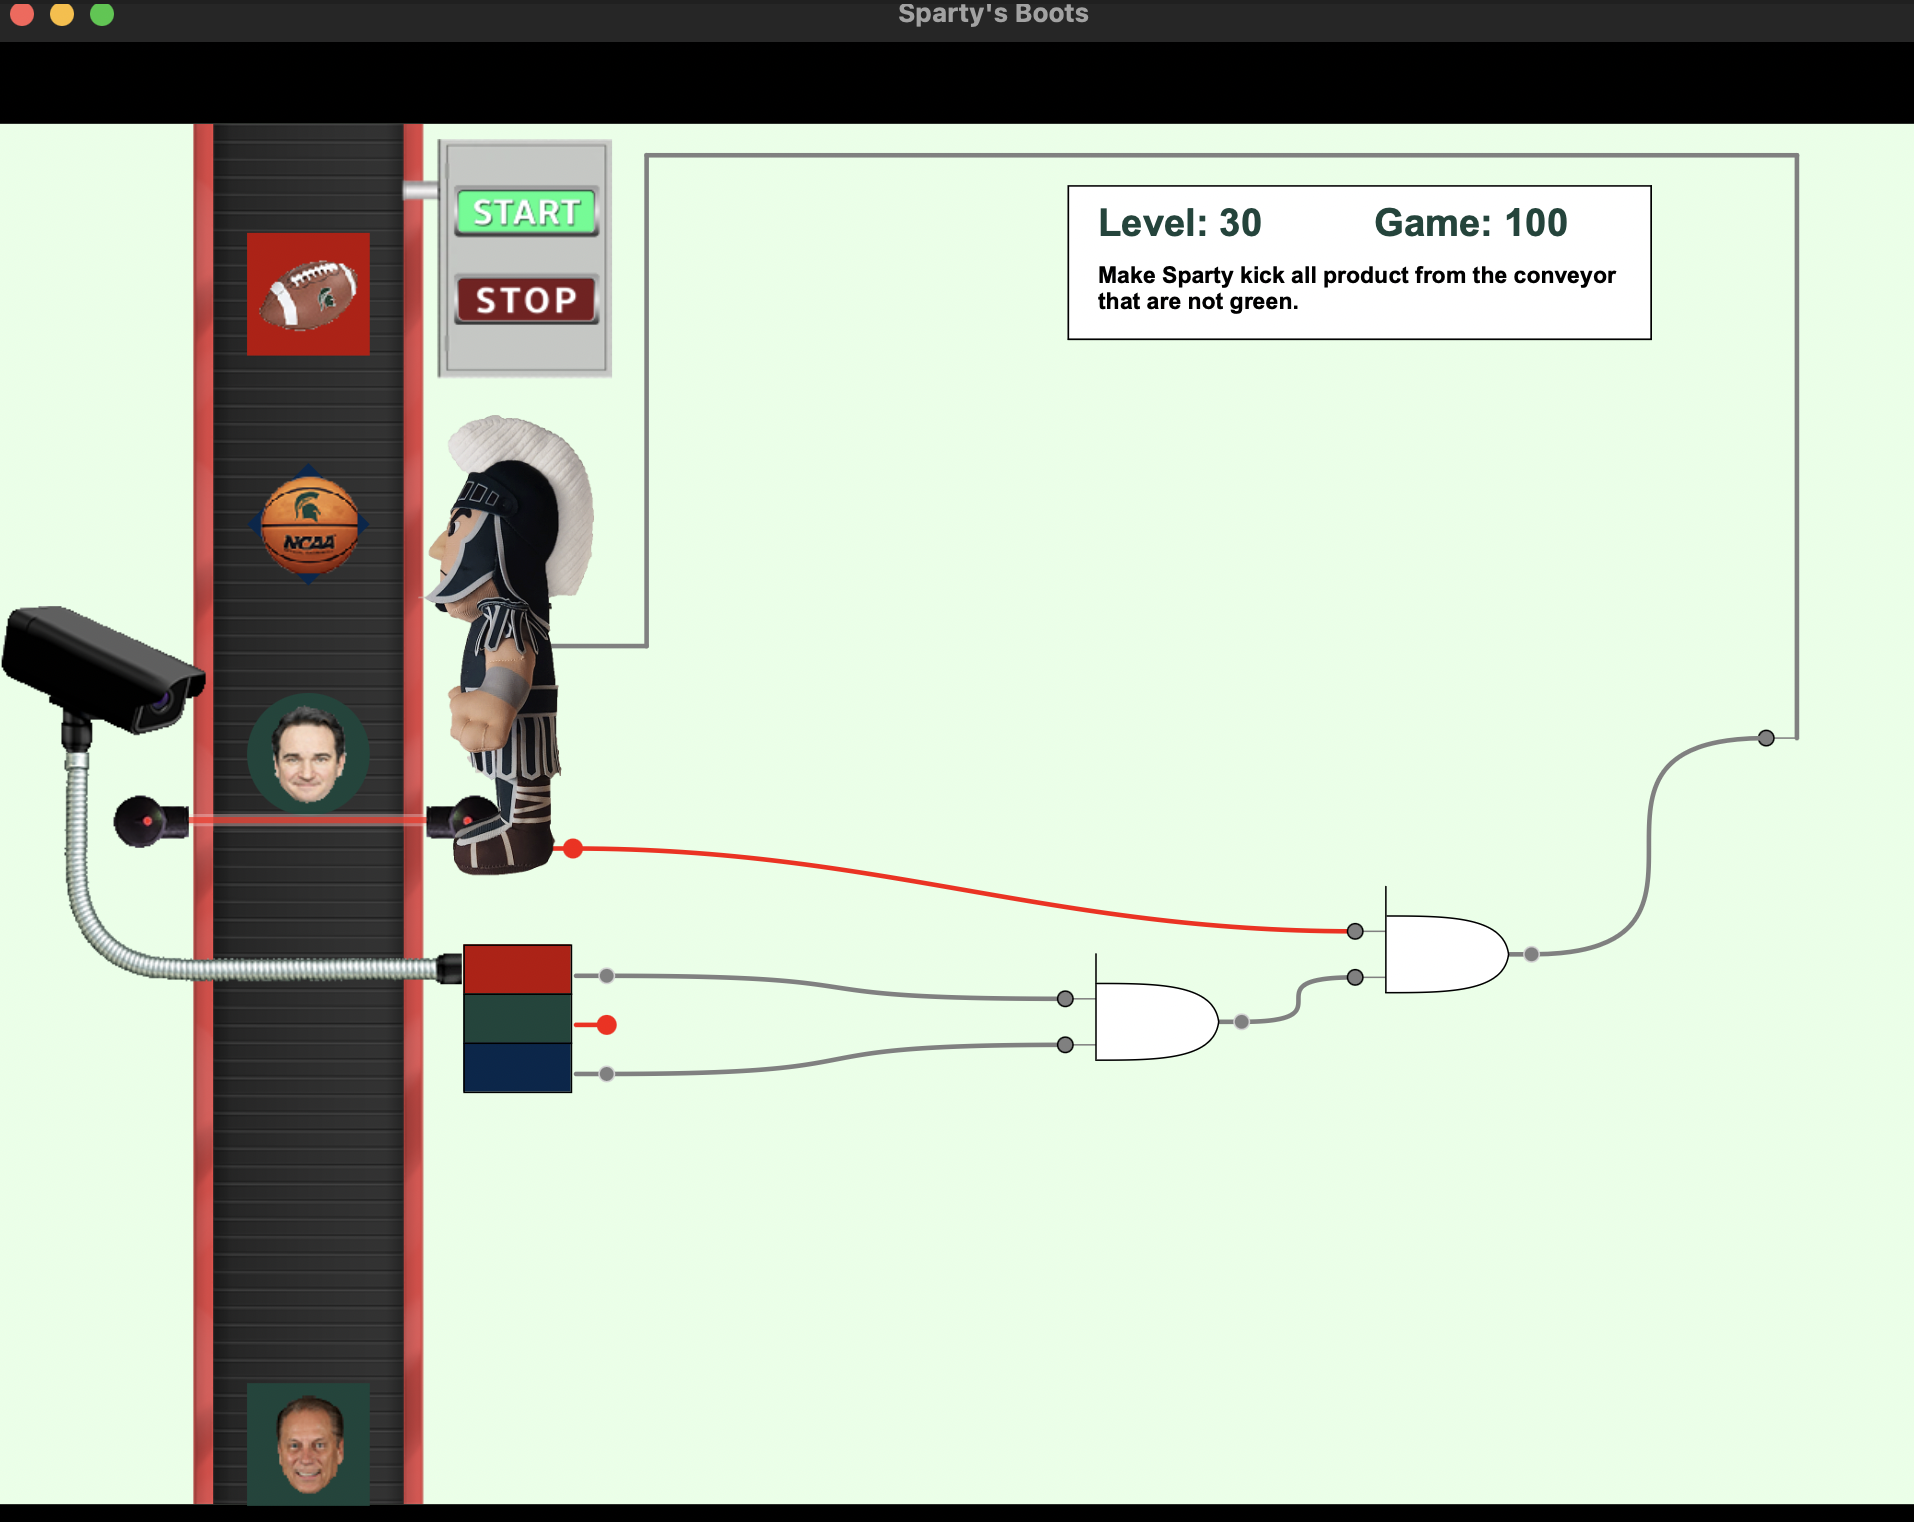 Sparty's Boots
START
STOP
Level: 30 Game: 100
Make Sparty kick all product from the conveyor
that are not green.
NCAA